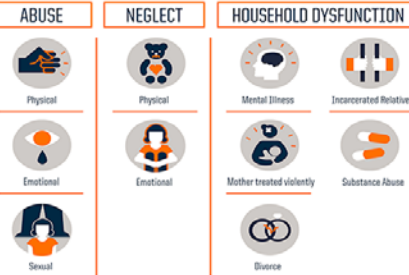 ABUSE
NEGLECT
HOUSEHOLD DYSFUNCTION
Physical
Physical
Mental Illness
Incarcerated Relative
Emotional
Emotional
Mother treated violently
Substance Abuse
Sexual
Divorce